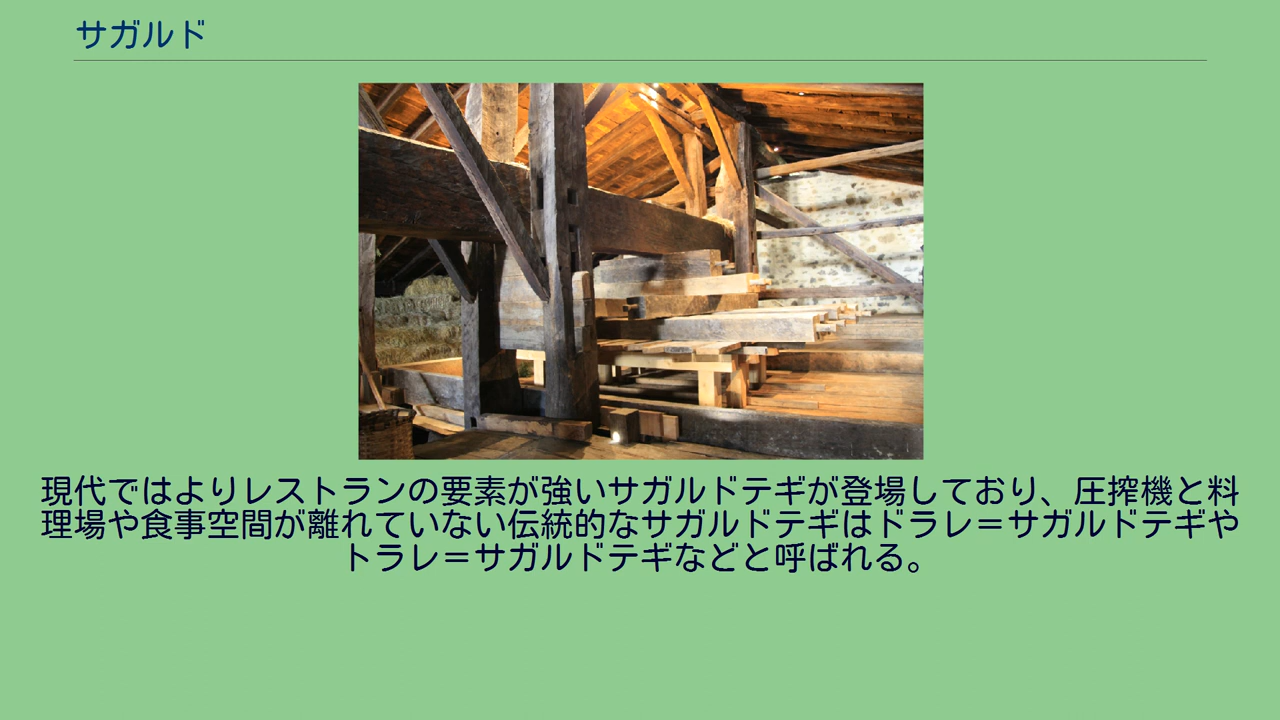 サガルド
現代ではよりレストランの要素が強いサガルドテギが登場しており、圧搾機と料
理場や食事空間が離れていない伝統的なサガルドテギはドラレ＝サガルドテギや
トラレ＝サガルドテギなどと呼ばれる。